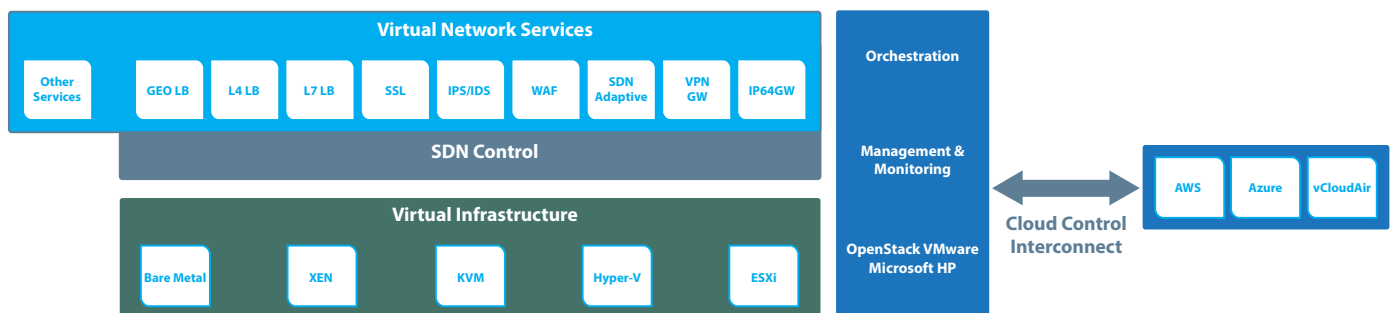 Virtual Network Services
Other
Services
GEO LB
L4 LB
L7 LB
SSL
IPS/IDS
WAF
SDN
Adaptive
VPN
GW
IP64GW
SDN Control
Virtual Infrastructure
Bare Metal
XEN
KVM
Hyper-V
ESXi
Orchestration
Management &
Monitoring
OpenStack VMware
Microsoft HP
Cloud Control
Interconnect
AWS
Azure
vCloudAir